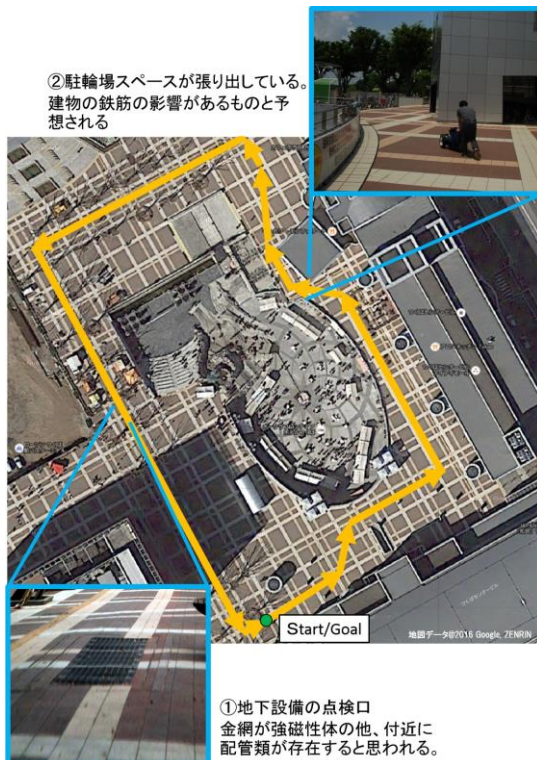 ②駐輪場スペースが張り出している。
建物の鉄筋の影響があるものと予
想される
Start/Goal
地図データ©2016 Google, ZENRIN
①地下設備の点検口
金網が強磁性体の他、付近に
配管類が存在すると思われる。